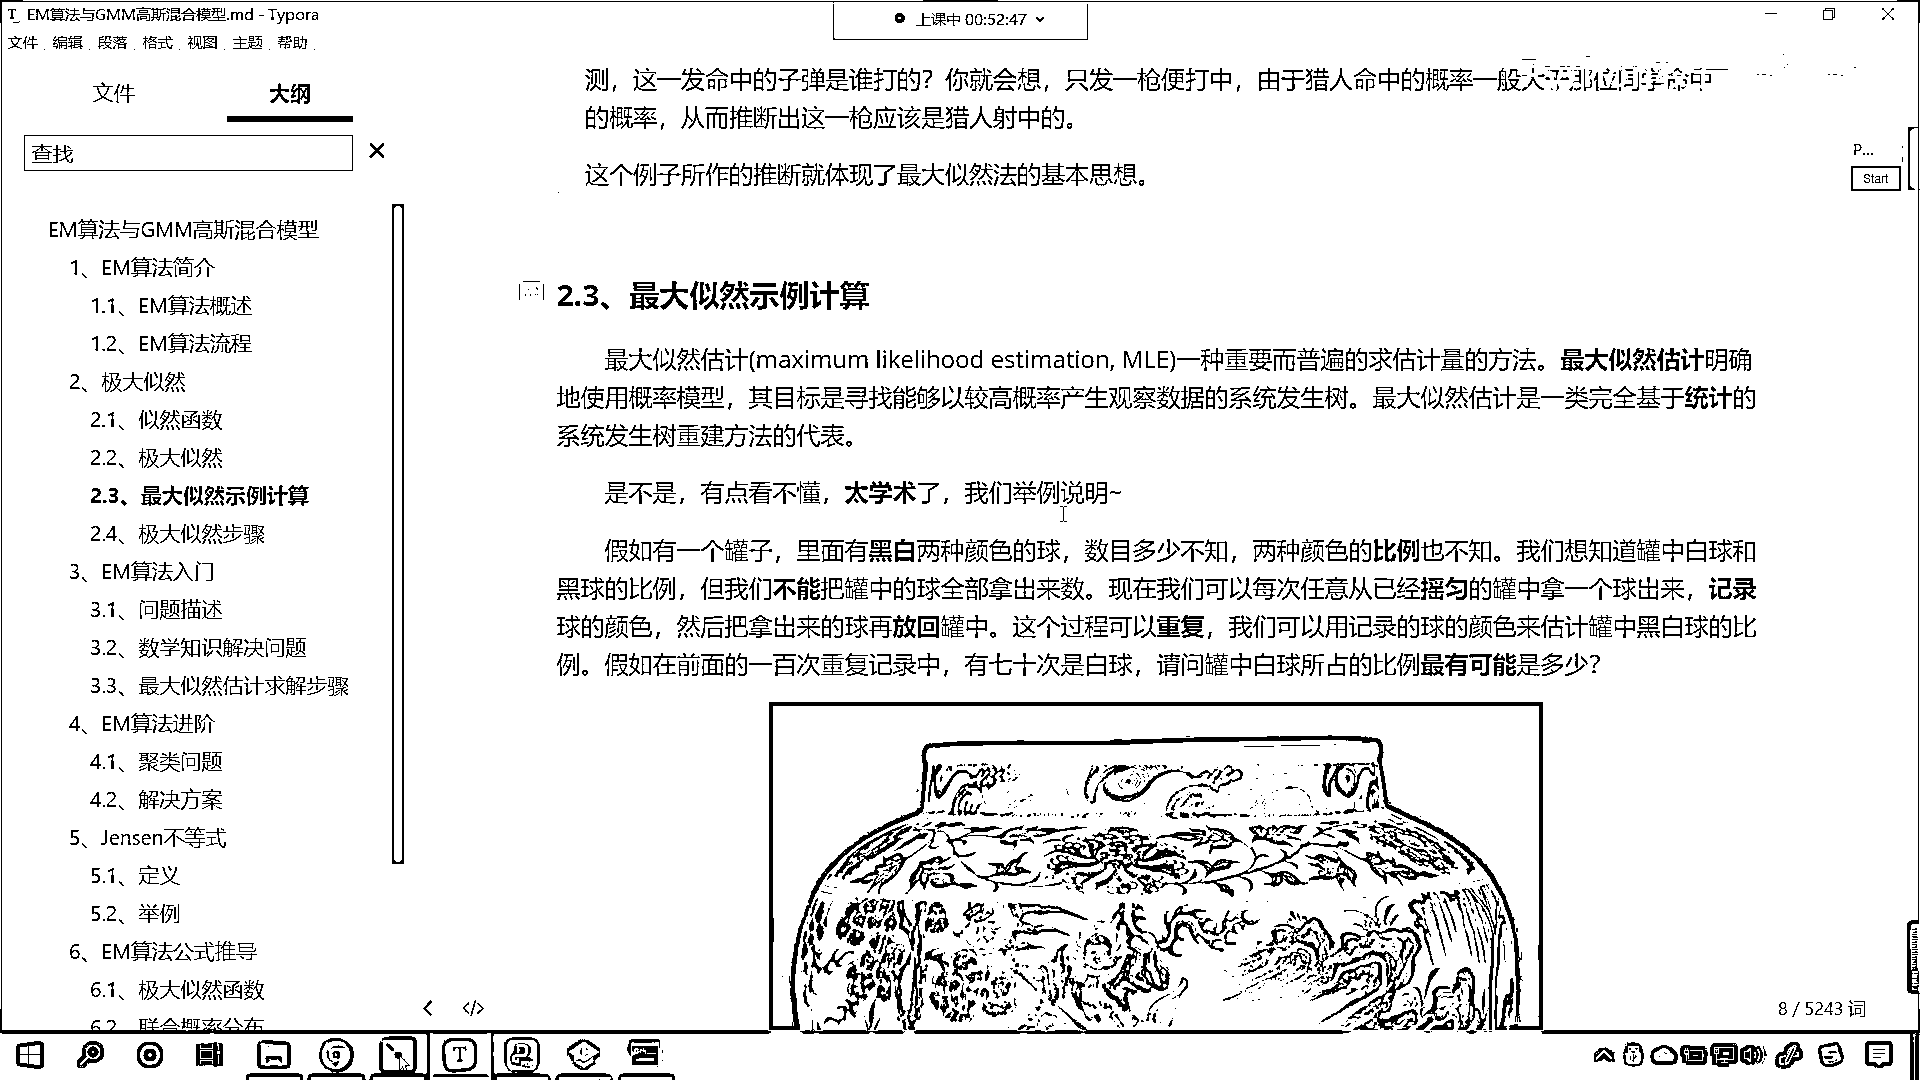 EM算法与GMM高斯混合模型.md - Typora
上课中 00:52:47
文件 编辑 段落 格式 视图 主题 帮助
文件 大纲
查找
EM算法与GMM高斯混合模型
1、EM算法简介
1.1、EM算法概述
1.2、EM算法流程
2、极大似然
2.1、似然函数
2.2、极大似然
2.3、最大似然示例计算
2.4、极大似然步骤
3、EM算法入门
3.1、问题描述
3.2、数学知识解决问题
3.3、最大似然估计求解步骤
4、EM算法进阶
4.1、聚类问题
4.2、解决方案
5、Jensen不等式
5.1、定义
5.2、举例
6、EM算法公式推导
6.1、极大似然函数
6.2、联合概率分布
测，这一发命中的子弹是谁打的？你就会想，只发一枪便打中，由于猎人命中的概率一般大于那位同学命中
的概率，从而推断出这一枪应该是猎人射中的。
这个例子所作的推断就体现了最大似然法的基本思想。
2.3、最大似然示例计算
最大似然估计(maximum likelihood estimation, MLE)一种重要而普遍的求估计量的方法。最大似然估计明确
地使用概率模型，其目标是寻找能够以较高概率产生观察数据的系统发生树。最大似然估计是一类完全基于统计的
系统发生树重建方法的代表。
是不是，有点看不懂，太学术了，我们举例说明~
假如有一个罐子，里面有黑白两种颜色的球，数目多少不知，两种颜色的比例也不知。我们想知道罐中白球和
黑球的比例，但我们不能把罐中的球全部拿出来数。现在我们可以每次任意从已经摇匀的罐中拿一个球出来，记录
球的颜色，然后把拿出来的球再放回罐中。这个过程可以重复，我们可以用记录的球的颜色来估计罐中黑白球的比
例。假如在前面的一百次重复记录中，有七十次是白球，请问罐中白球所占的比例最有可能是多少？
P...
Start
8 / 5243 词